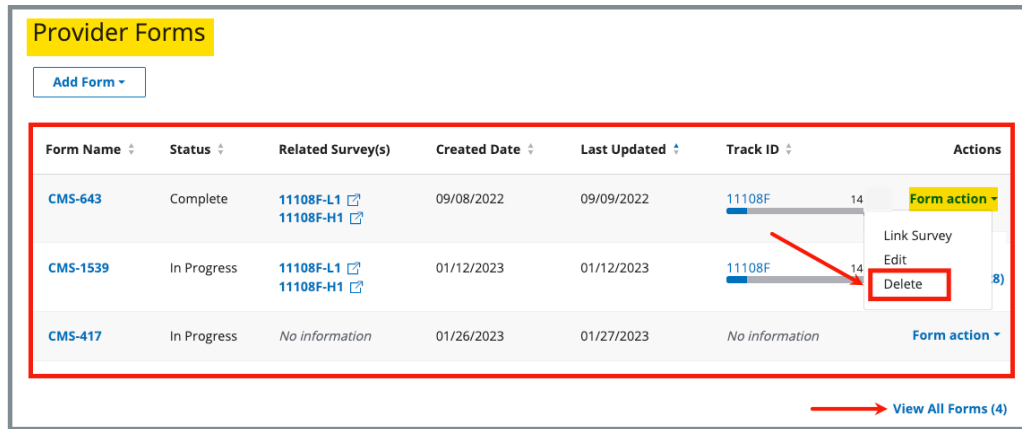 Provider Forms
Add Form
Form Name Status Related Survey(s) Created Date Last Updated Track ID Actions
CMS-643 Complete 11108F-L1 09/08/2022 09/09/2022 11108F 14 Form action
11108F-H1
Link Survey
Edit
Delete
CMS-1539 In Progress 11108F-L1 01/12/2023 01/12/2023 11108F 14 8)
11108F-H1
CMS-417 In Progress No information 01/26/2023 01/27/2023 No information Form action
View All Forms (4)